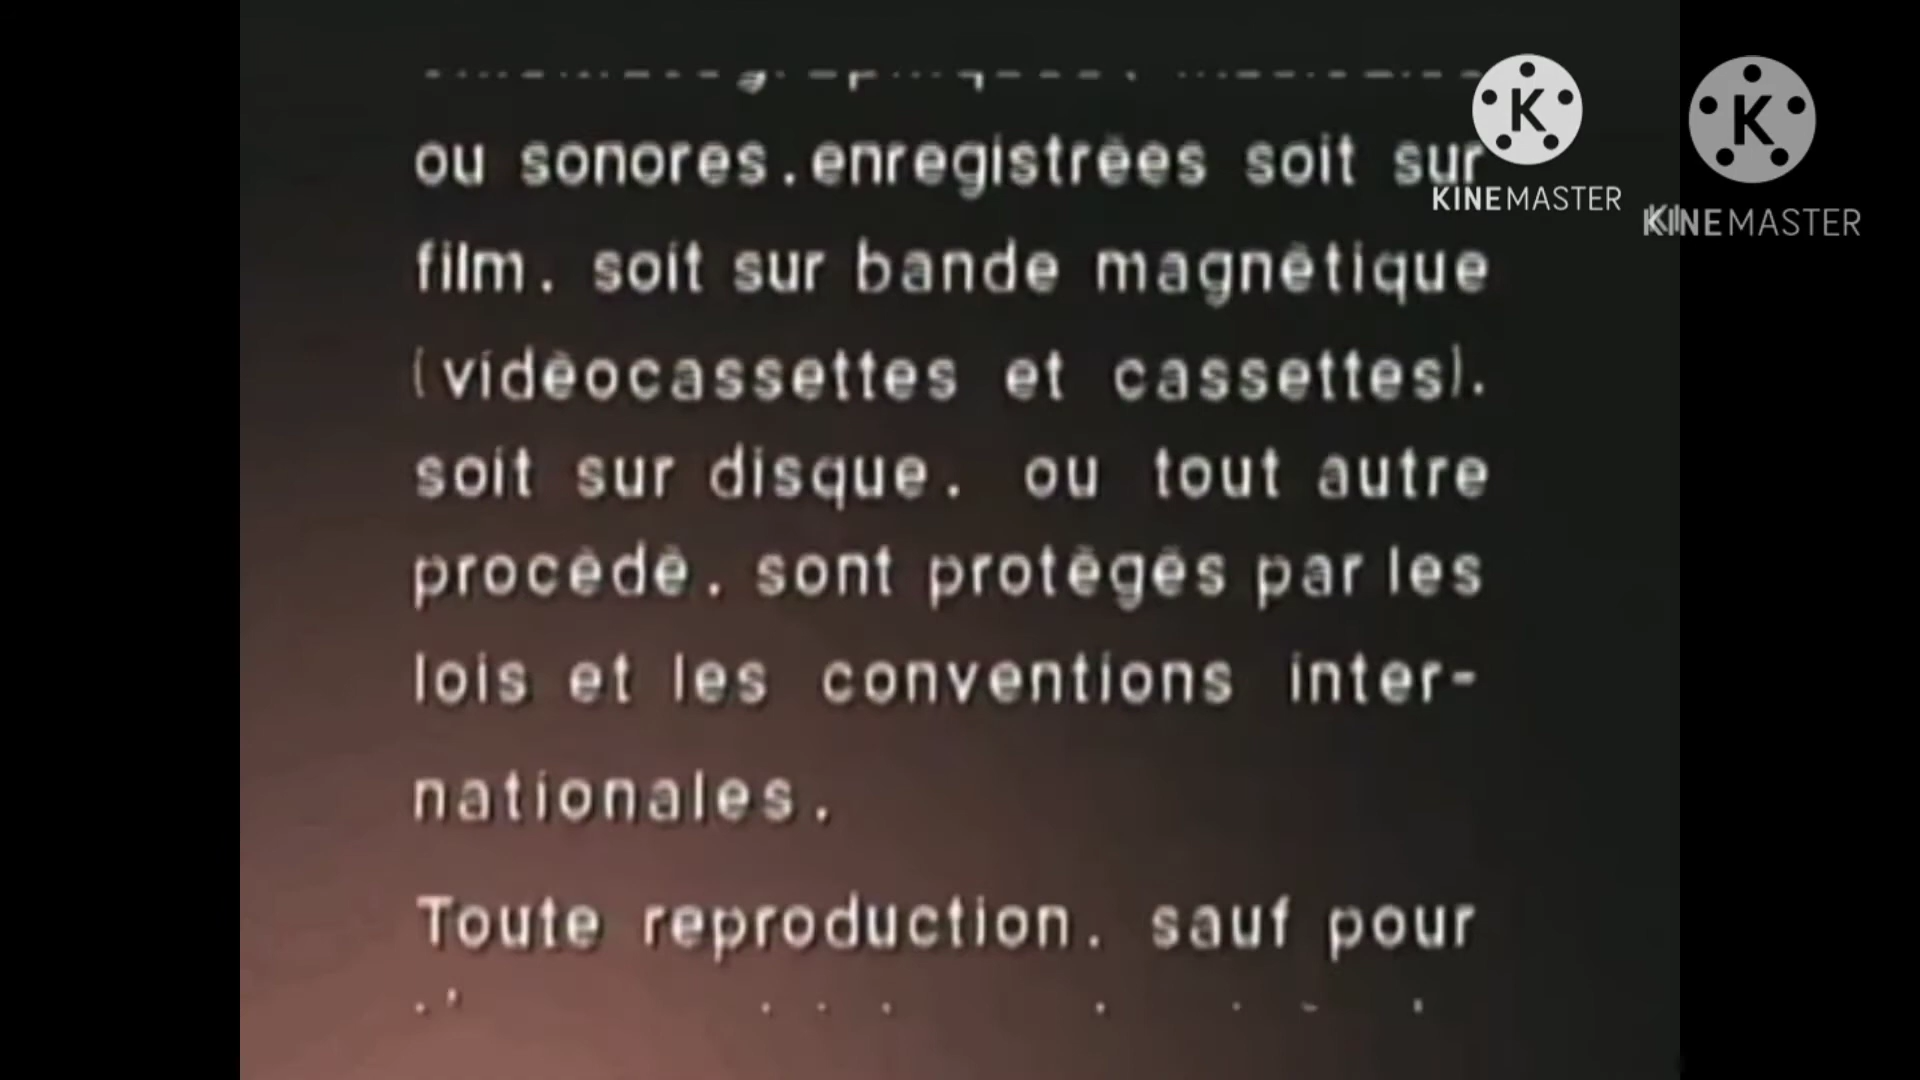 ou sonores.enregistrées soit sur
film. soit sur bande magnétique
(vidéocassettes et cassettes).
soit sur disque. ou tout autre
procédé. sont protégés par les
lois et les conventions inter-
nationales.
Toute reproduction. sauf pour
KINEMASTER
KINEMASTER